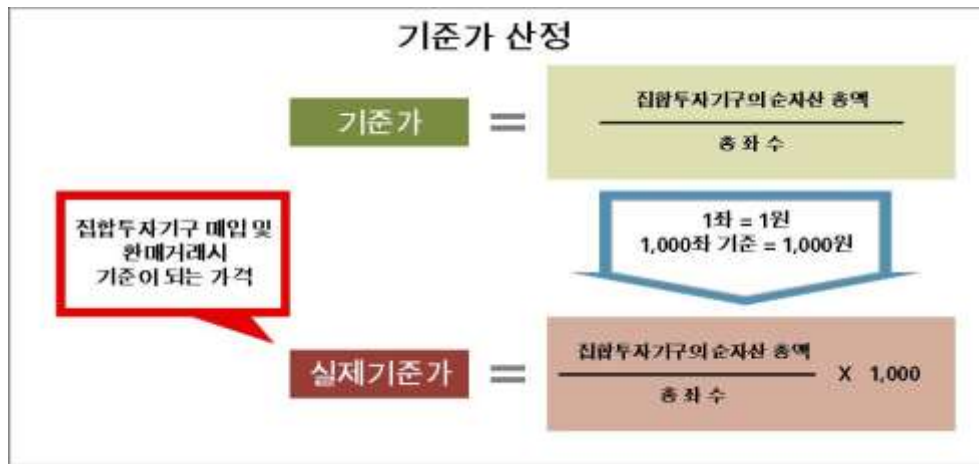 기준가 산정
기준가 =
집합투자기구의 순자산 총액
총 좌 수
집합투자기구 매입 및
환매거래시
기준이 되는 가격
1좌 = 1원
1,000좌 기준 = 1,000원
실제기준가 =
집합투자기구의 순자산 총액
총 좌 수
X 1,000